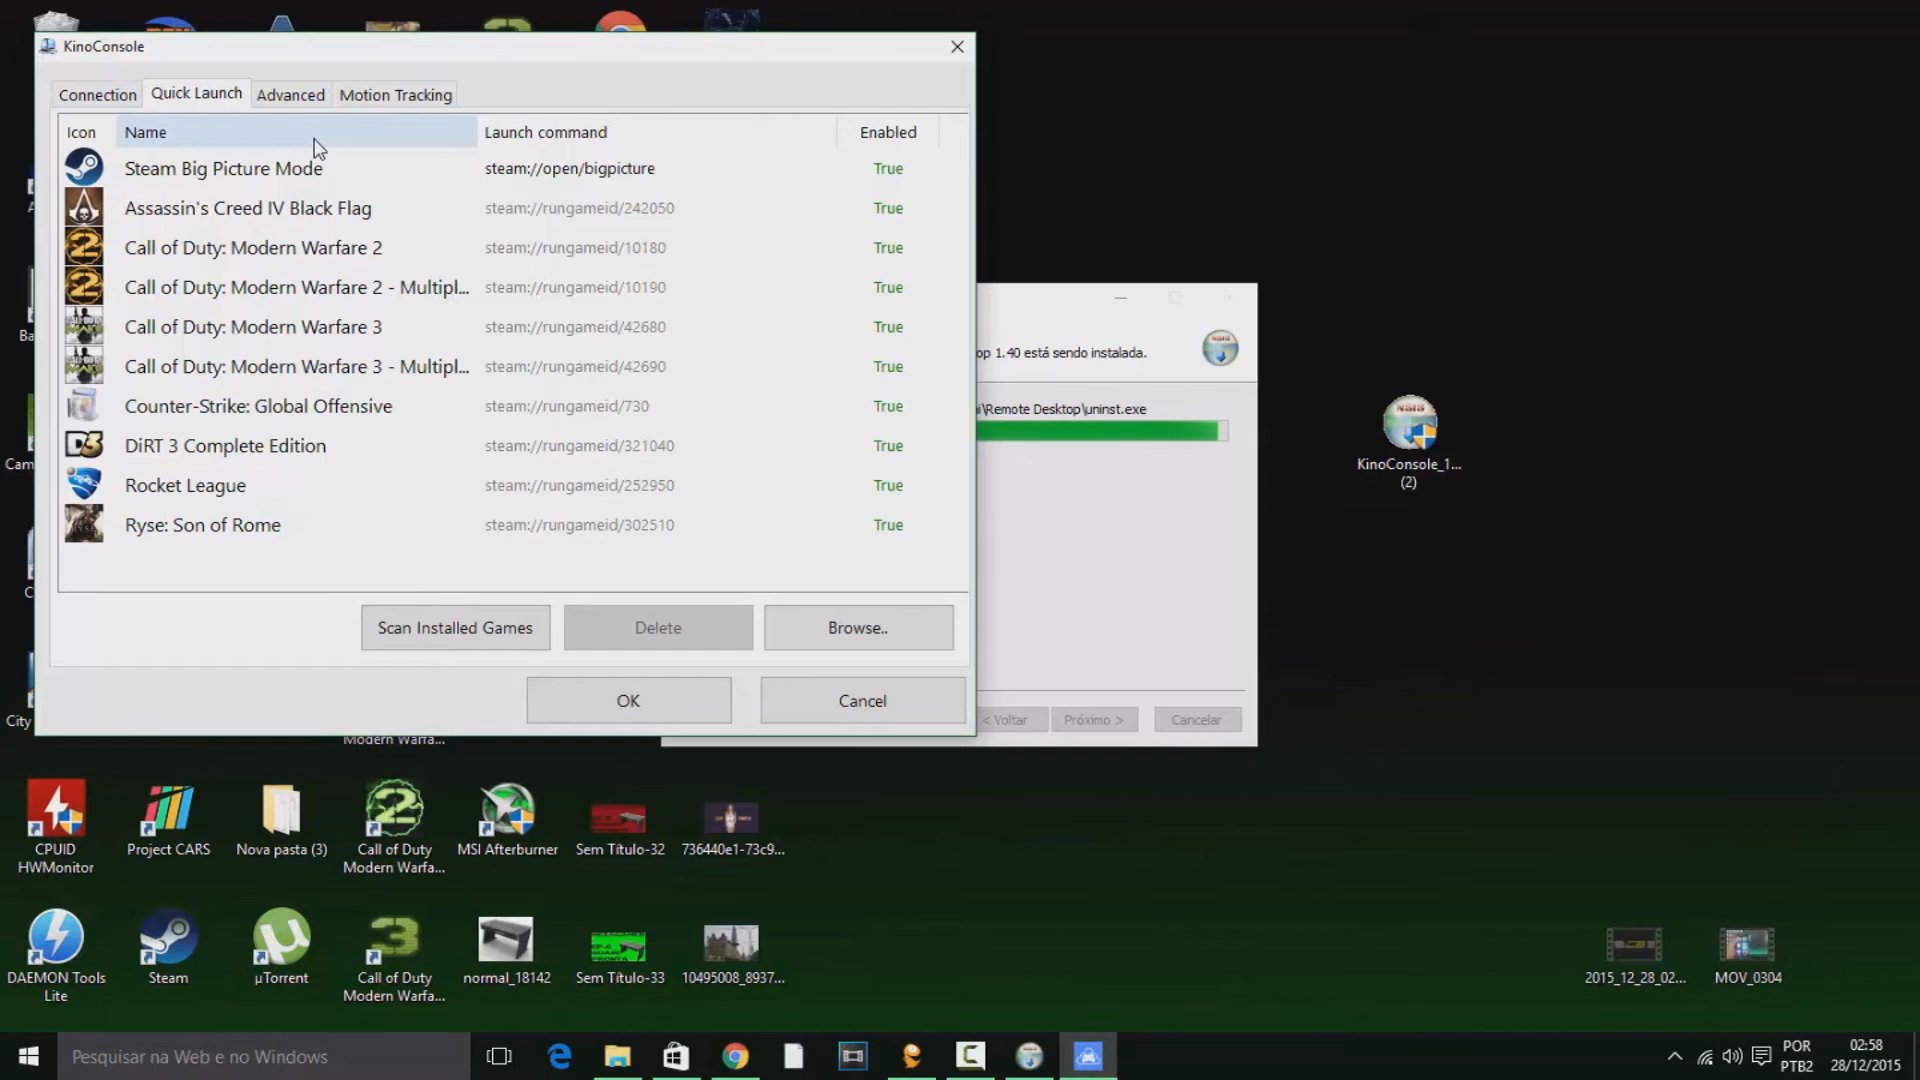 KinoConsole
Connection
Quick Launch
Advanced
Motion Tracking
Icon
Name
Launch command
Enabled
Steam Big Picture Mode
steam://open/bigpicture
True
Assassin's Creed IV Black Flag
steam://rungameid/242050
True
Call of Duty: Modern Warfare 2
steam://rungameid/10180
True
Call of Duty: Modern Warfare 2 - Multipl...
steam://rungameid/10190
True
Call of Duty: Modern Warfare 3
steam://rungameid/42680
True
Call of Duty: Modern Warfare 3 - Multipl...
steam://rungameid/42690
True
Counter-Strike: Global Offensive
steam://rungameid/730
True
DiRT 3 Complete Edition
steam://rungameid/321040
True
Rocket League
steam://rungameid/252950
True
Ryse: Son of Rome
steam://rungameid/302510
True
Scan Installed Games
Delete
Browse..
OK
Cancel
op 1.40 está sendo instalada.
\Remote Desktop\uninst.exe
< Voltar
Próximo >
Cancelar
NSIS
KinoConsole_1...
(2)
Ba
Cam
C
City
Modern Warfa...
CPUID
HWMonitor
Project CARS
Nova pasta (3)
Call of Duty
Modern Warfa...
MSI Afterburner
Sem Título-32
736440e1-73c9...
DAEMON Tools
Lite
Steam
µTorrent
Call of Duty
Modern Warfa...
normal_18142
Sem Título-33
10495008_8937...
2015_12_28_02...
MOV_0304
Pesquisar na Web e no Windows
POR
PTB2
02:58
28/12/2015